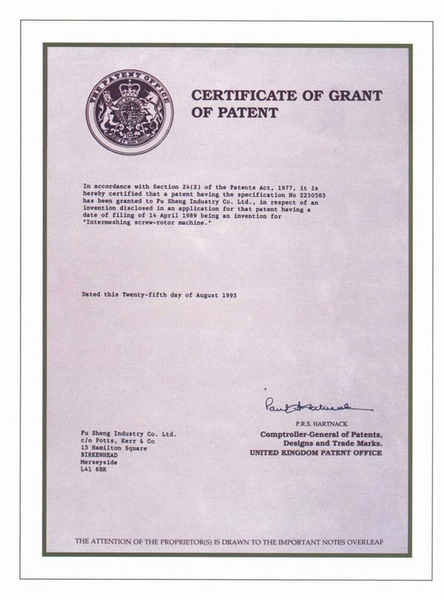 THE PATENT OFFICE
CERTIFICATE OF GRANT
OF PATENT
In accordance with Section 24(2) of the Patents Act, 1977, it is
hereby certified that a patent having the specification No 2230563
has been granted to Fu Sheng Industry Co. Ltd., in respect of an
invention disclosed in an application for that patent having a
date of filing of 14 April 1989 being an invention for
"Intermeshing screw-rotor machine."
Dated this Twenty-fifth day of August 1993
P.R.S. HARTNACK
Comptroller-General of Patents,
Designs and Trade Marks.
UNITED KINGDOM PATENT OFFICE
Fu Sheng Industry Co. Ltd.
c/o Potts, Kerr & Co
15 Hamilton Square
BIRKENHEAD
Merseyside
L41 6BR
THE ATTENTION OF THE PROPRIETOR(S) IS DRAWN TO THE IMPORTANT NOTES OVERLEAF